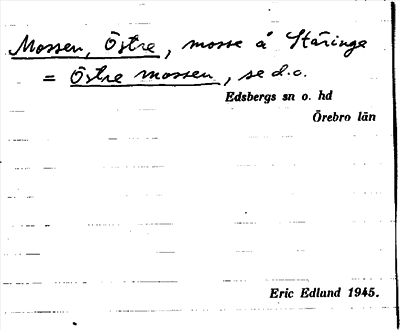 Mossen, Östre, mosse å Stäringe
= Östre mossen, se d.o.
Edsbergs sn o. hd
Örebro län
Eric Edlund 1945.